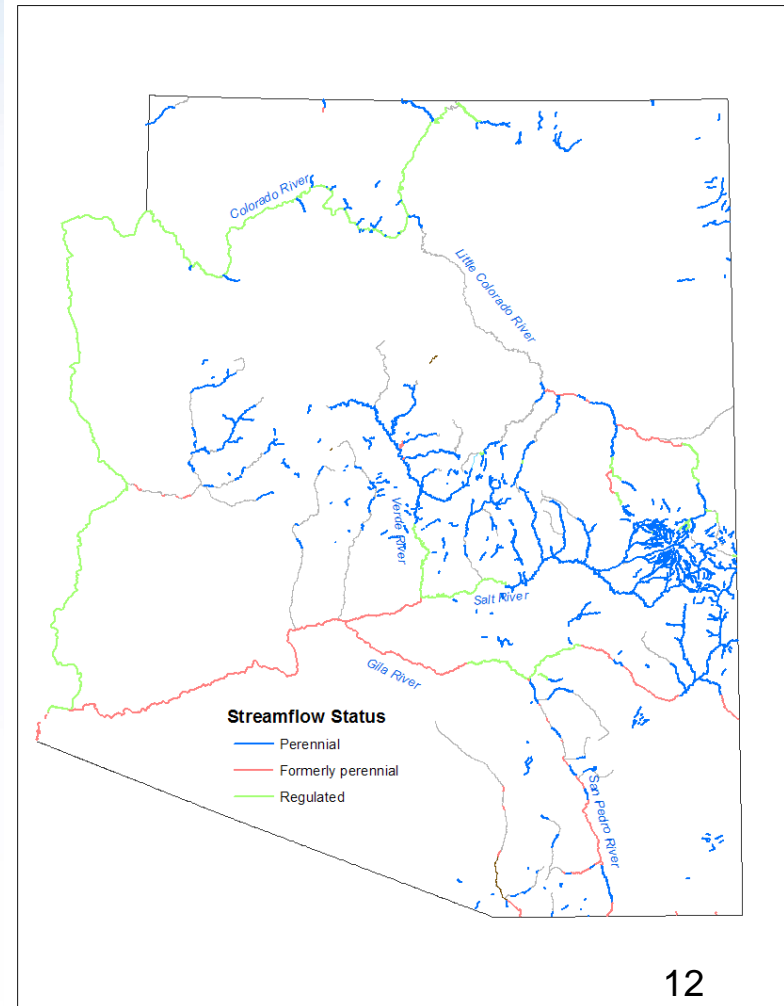 Colorado River
Little Colorado River
Verde River
Salt River
Gila River
Streamflow Status
Perennial
Formerly perennial
Regulated
San Pedro River
12